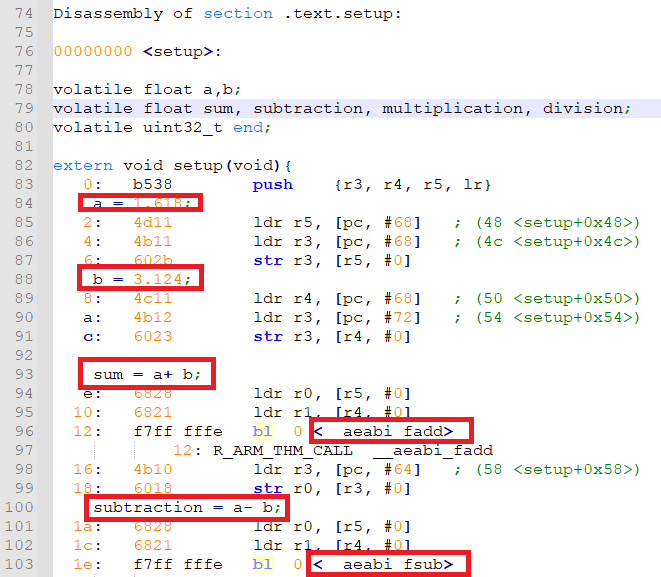 74 Disassembly of section .text.setup:
75
76 00000000 <setup>:
77
78 volatile float a,b;
79 volatile float sum, subtraction, multiplication, division;
80 volatile uint32_t end;
81
82 extern void setup(void){
83 0: b538 push {r3, r4, r5, lr}
84 a = 1.618;
85 2: 4d11 ldr r5, [pc, #68] ; (48 <setup+0x48>)
86 4: 4b11 ldr r3, [pc, #68] ; (4c <setup+0x4c>)
87 6: 602b str r3, [r5, #0]
88 b = 3.124;
89 8: 4c11 ldr r4, [pc, #68] ; (50 <setup+0x50>)
90 a: 4b12 ldr r3, [pc, #72] ; (54 <setup+0x54>)
91 c: 6023 str r3, [r4, #0]
92
93 sum = a+ b;
94 e: 6828 ldr r0, [r5, #0]
95 10: 6821 ldr r1, [r4, #0]
96 12: f7ff fffe bl 0 <__aeabi_fadd>
97 12: R_ARM_THM_CALL __aeabi_fadd
98 16: 4b10 ldr r3, [pc, #64] ; (58 <setup+0x58>)
99 18: 6018 str r0, [r3, #0]
100 subtraction = a- b;
101 1a: 6828 ldr r0, [r5, #0]
102 1c: 6821 ldr r1, [r4, #0]
103 1e: f7ff fffe bl 0 <__aeabi_fsub>